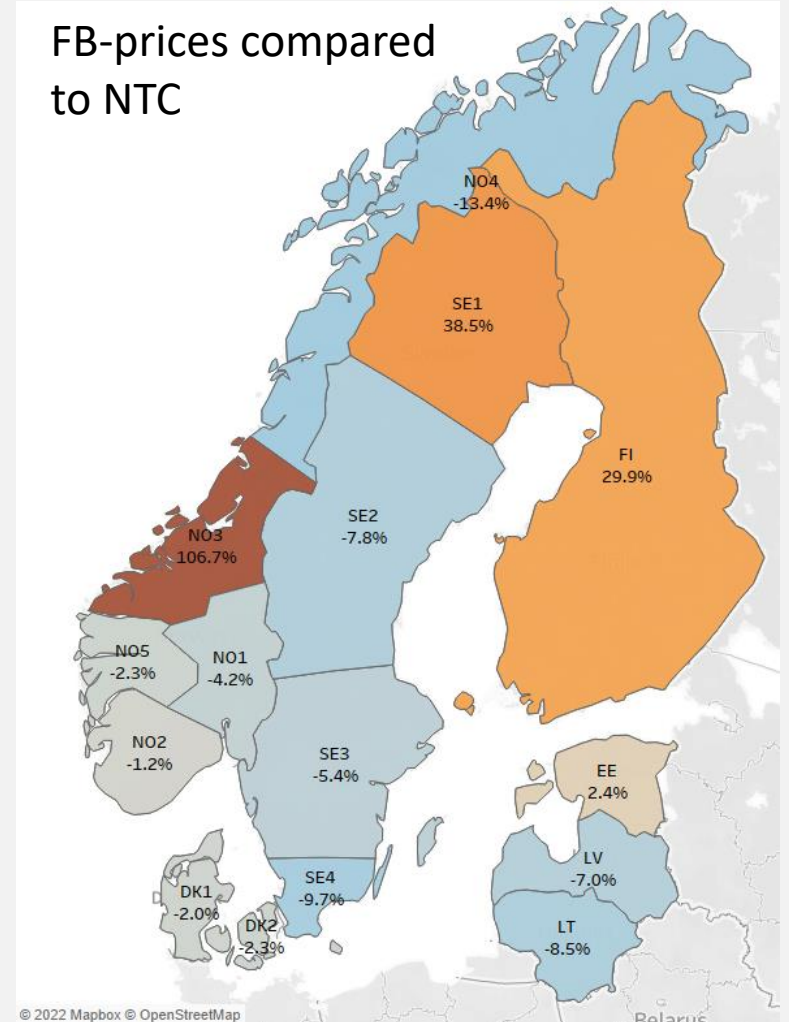 FB-prices compared
to NTC
NO4
-13.4%
SE1
38.5%
FI
29.9%
SE2
-7.8%
NO3
106.7%
NO5
-2.3%
NO1
-4.2%
NO2
-1.2%
SE3
-5.4%
EE
2.4%
LV
-7.0%
SE4
-9.7%
DK1
-2.0%
DK2
-2.3%
LT
-8.5%
Belarus
© 2022 Mapbox © OpenStreetMap